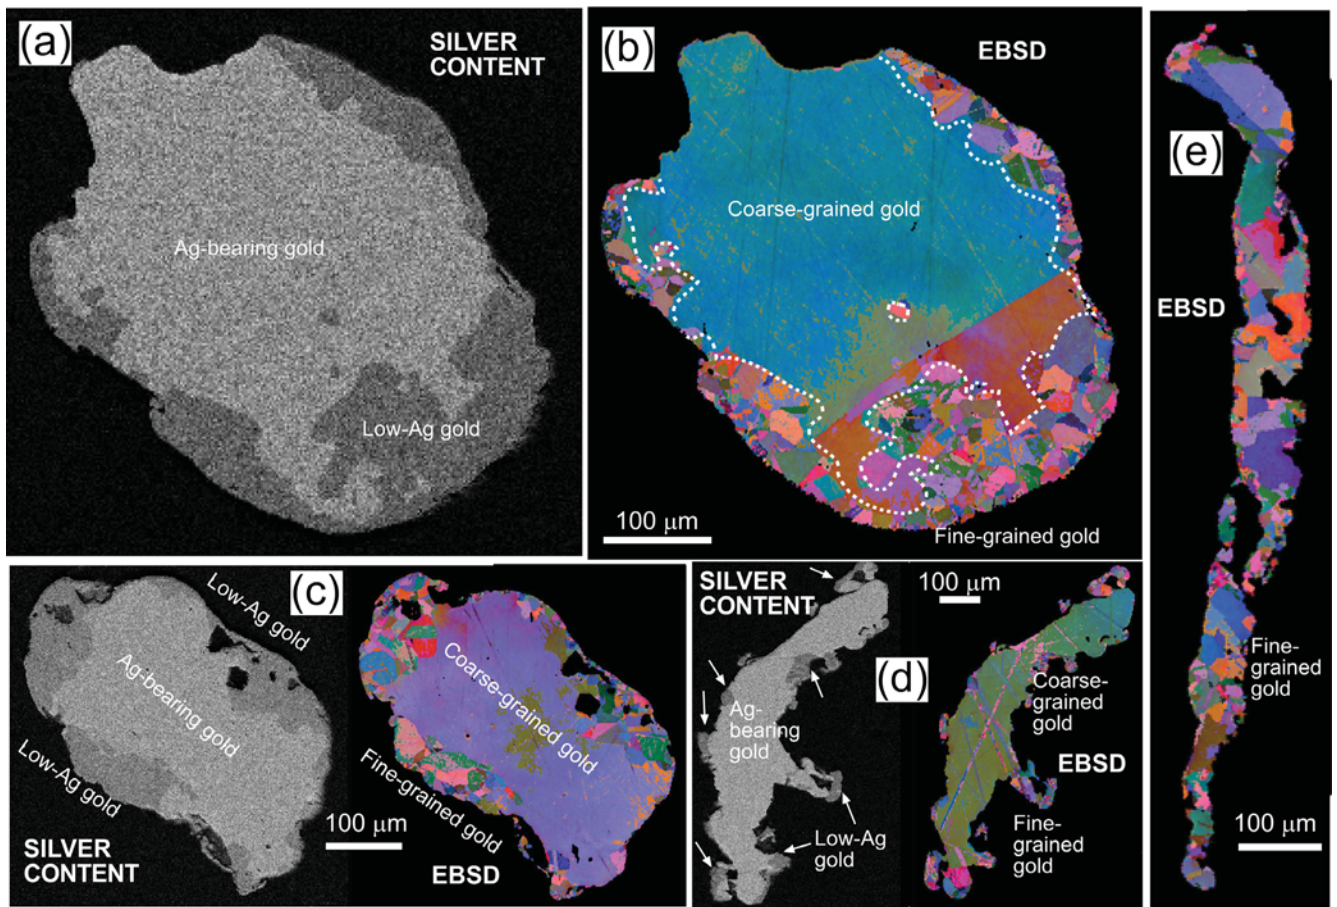 (a)
SILVER
CONTENT
Ag-bearing gold
Low-Ag gold
(b)
EBSD
Coarse-grained gold
100 µm
Fine-grained gold
(c)
Low-Ag gold
Ag-bearing gold
Low-Ag gold
SILVER
CONTENT
100 µm
Coarse-grained gold
Fine-grained gold
EBSD
SILVER
CONTENT
100 µm
(d)
Ag-
bearing
gold
Low-Ag
gold
Coarse-
grained
gold
EBSD
Fine-
grained
gold
(e)
EBSD
Fine-
grained
gold
100 µm